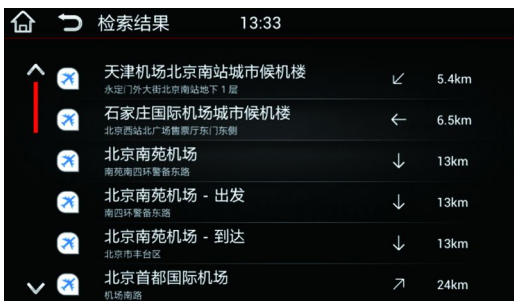 检索结果 13:33
天津机场北京南站城市候机楼 5.4km
永定门外大街北京南站地下1层
石家庄国际机场城市候机楼 6.5km
北京西站北广场售票厅东门东侧
北京南苑机场 13km
南苑南四环警备东路
北京南苑机场 - 出发 13km
南四环警备东路
北京南苑机场 - 到达 13km
北京市丰台区
北京首都国际机场 24km
机场南路